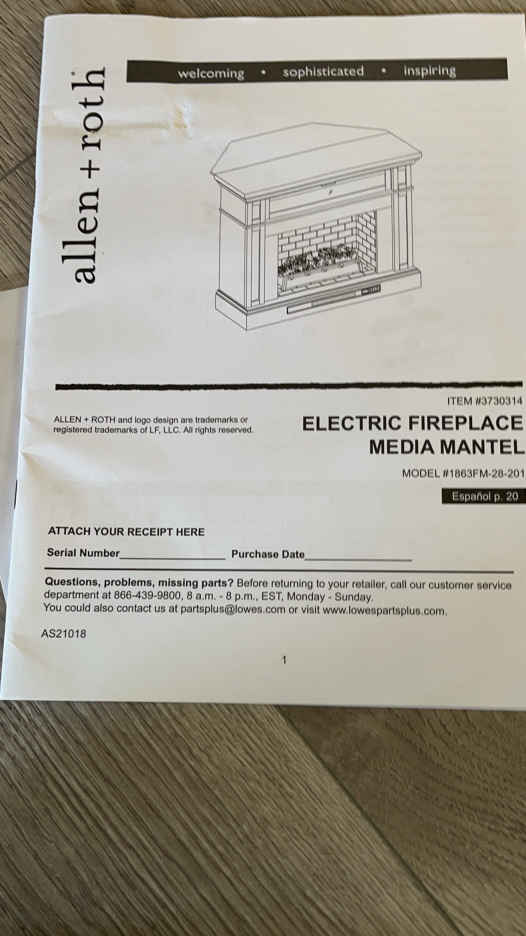 allen + roth
welcoming • sophisticated • inspiring
ITEM #3730314
ALLEN + ROTH and logo design are trademarks or
registered trademarks of LF, LLC. All rights reserved.
ELECTRIC FIREPLACE
MEDIA MANTEL
MODEL #1863FM-28-201
Español p. 20
ATTACH YOUR RECEIPT HERE
Serial Number__________________ Purchase Date__________________
Questions, problems, missing parts? Before returning to your retailer, call our customer service
department at 866-439-9800, 8 a.m. - 8 p.m., EST, Monday - Sunday.
You could also contact us at partsplus@lowes.com or visit www.lowespartsplus.com.
AS21018
1